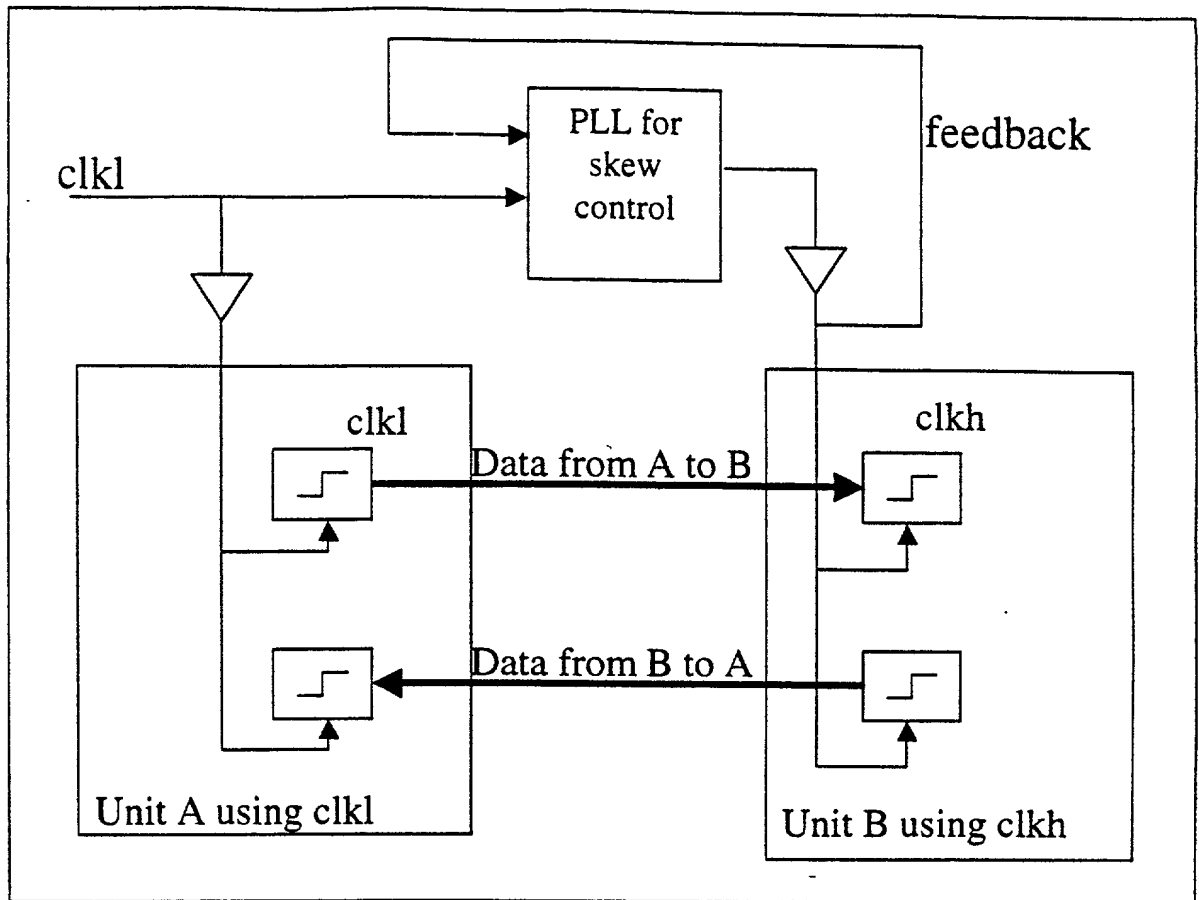 PLL for
skew
control
feedback
clkl
clkl
clkh
Data from A to B
Data from B to A
Unit A using clkl
Unit B using clkh